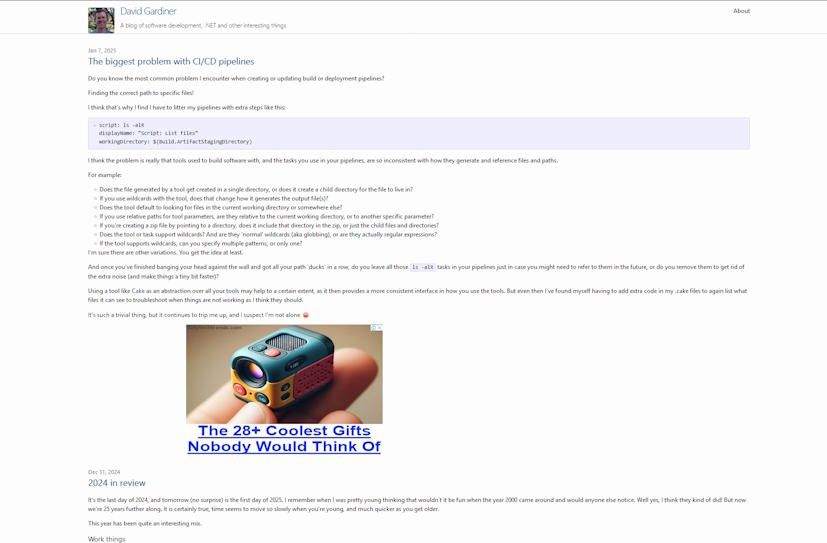 David Gardiner
About
A blog of software development, .NET and other interesting things
Jan 7, 2025
The biggest problem with CI/CD pipelines
Do you know the most common problem I encounter when creating or updating build or deployment pipelines?
Finding the correct path to specific files!
I think that's why I find I have to litter my pipelines with extra steps like this:
- script: ls -alR
displayName: "Script: List files"
workingDirectory: $(Build.ArtifactStagingDirectory)
I think the problem is really that tools used to build software with, and the tasks you use in your pipelines, are so inconsistent with how they generate and reference files and paths.
For example:
Does the file generated by a tool get created in a single directory, or does it create a child directory for the file to live in?
If you use wildcards with the tool, does that change how it generates the output file(s)?
Does the tool default to looking for files in the current working directory or somewhere else?
If you use relative paths for tool parameters, are they relative to the current working directory, or to another specific parameter?
If you're creating a zip file by pointing to a directory, does it include that directory in the zip, or just the child files and directories?
Does the tool or task support wildcards? And are they 'normal' wildcards (aka globbing), or are they actually regular expressions?
If the tool supports wildcards, can you specify multiple patterns, or only one?
I'm sure there are other variations. You get the idea at least.
And once you've finished banging your head against the wall and got all your path 'ducks' in a row, do you leave all those ls -alR tasks in your pipelines just in case you might need to refer to them in the future, or do you remove them to get rid of
the extra noise (and make things a tiny bit faster)?
Using a tool like Cake as an abstraction over all your tools may help to a certain extent, as it then provides a more consistent interface in how you use the tools. But even then I've found myself having to add extra code in my .cake files to again list what
files it can see to troubleshoot when things are not working as I think they should.
It's such a trivial thing, but it continues to trip me up, and I suspect I'm not alone 😀
The 28+ Coolest Gifts
Nobody Would Think Of
Dec 31, 2024
2024 in review
It's the last day of 2024, and tomorrow (no surprise) is the first day of 2025. I remember when I was pretty young thinking that wouldn't it be fun when the year 2000 came around and would anyone else notice. Well yes, I think they kind of did! But now
we're 25 years further along. It is certainly true, time seems to move so slowly when you're young, and much quicker as you get older.
This year has been quite an interesting mix.
Work things